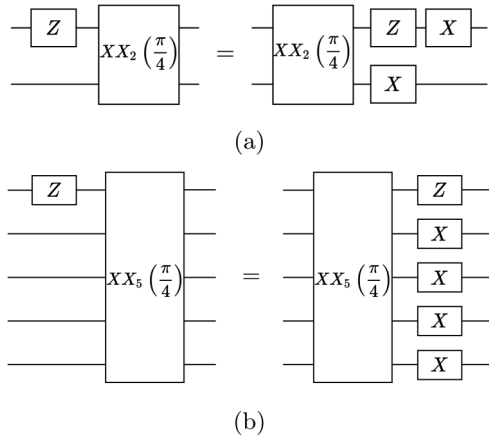 Z XX₂(π/4) = XX₂(π/4) Z X
X
(a)
Z Z
X
XX₅(π/4) = XX₅(π/4) X
X
X
(b)